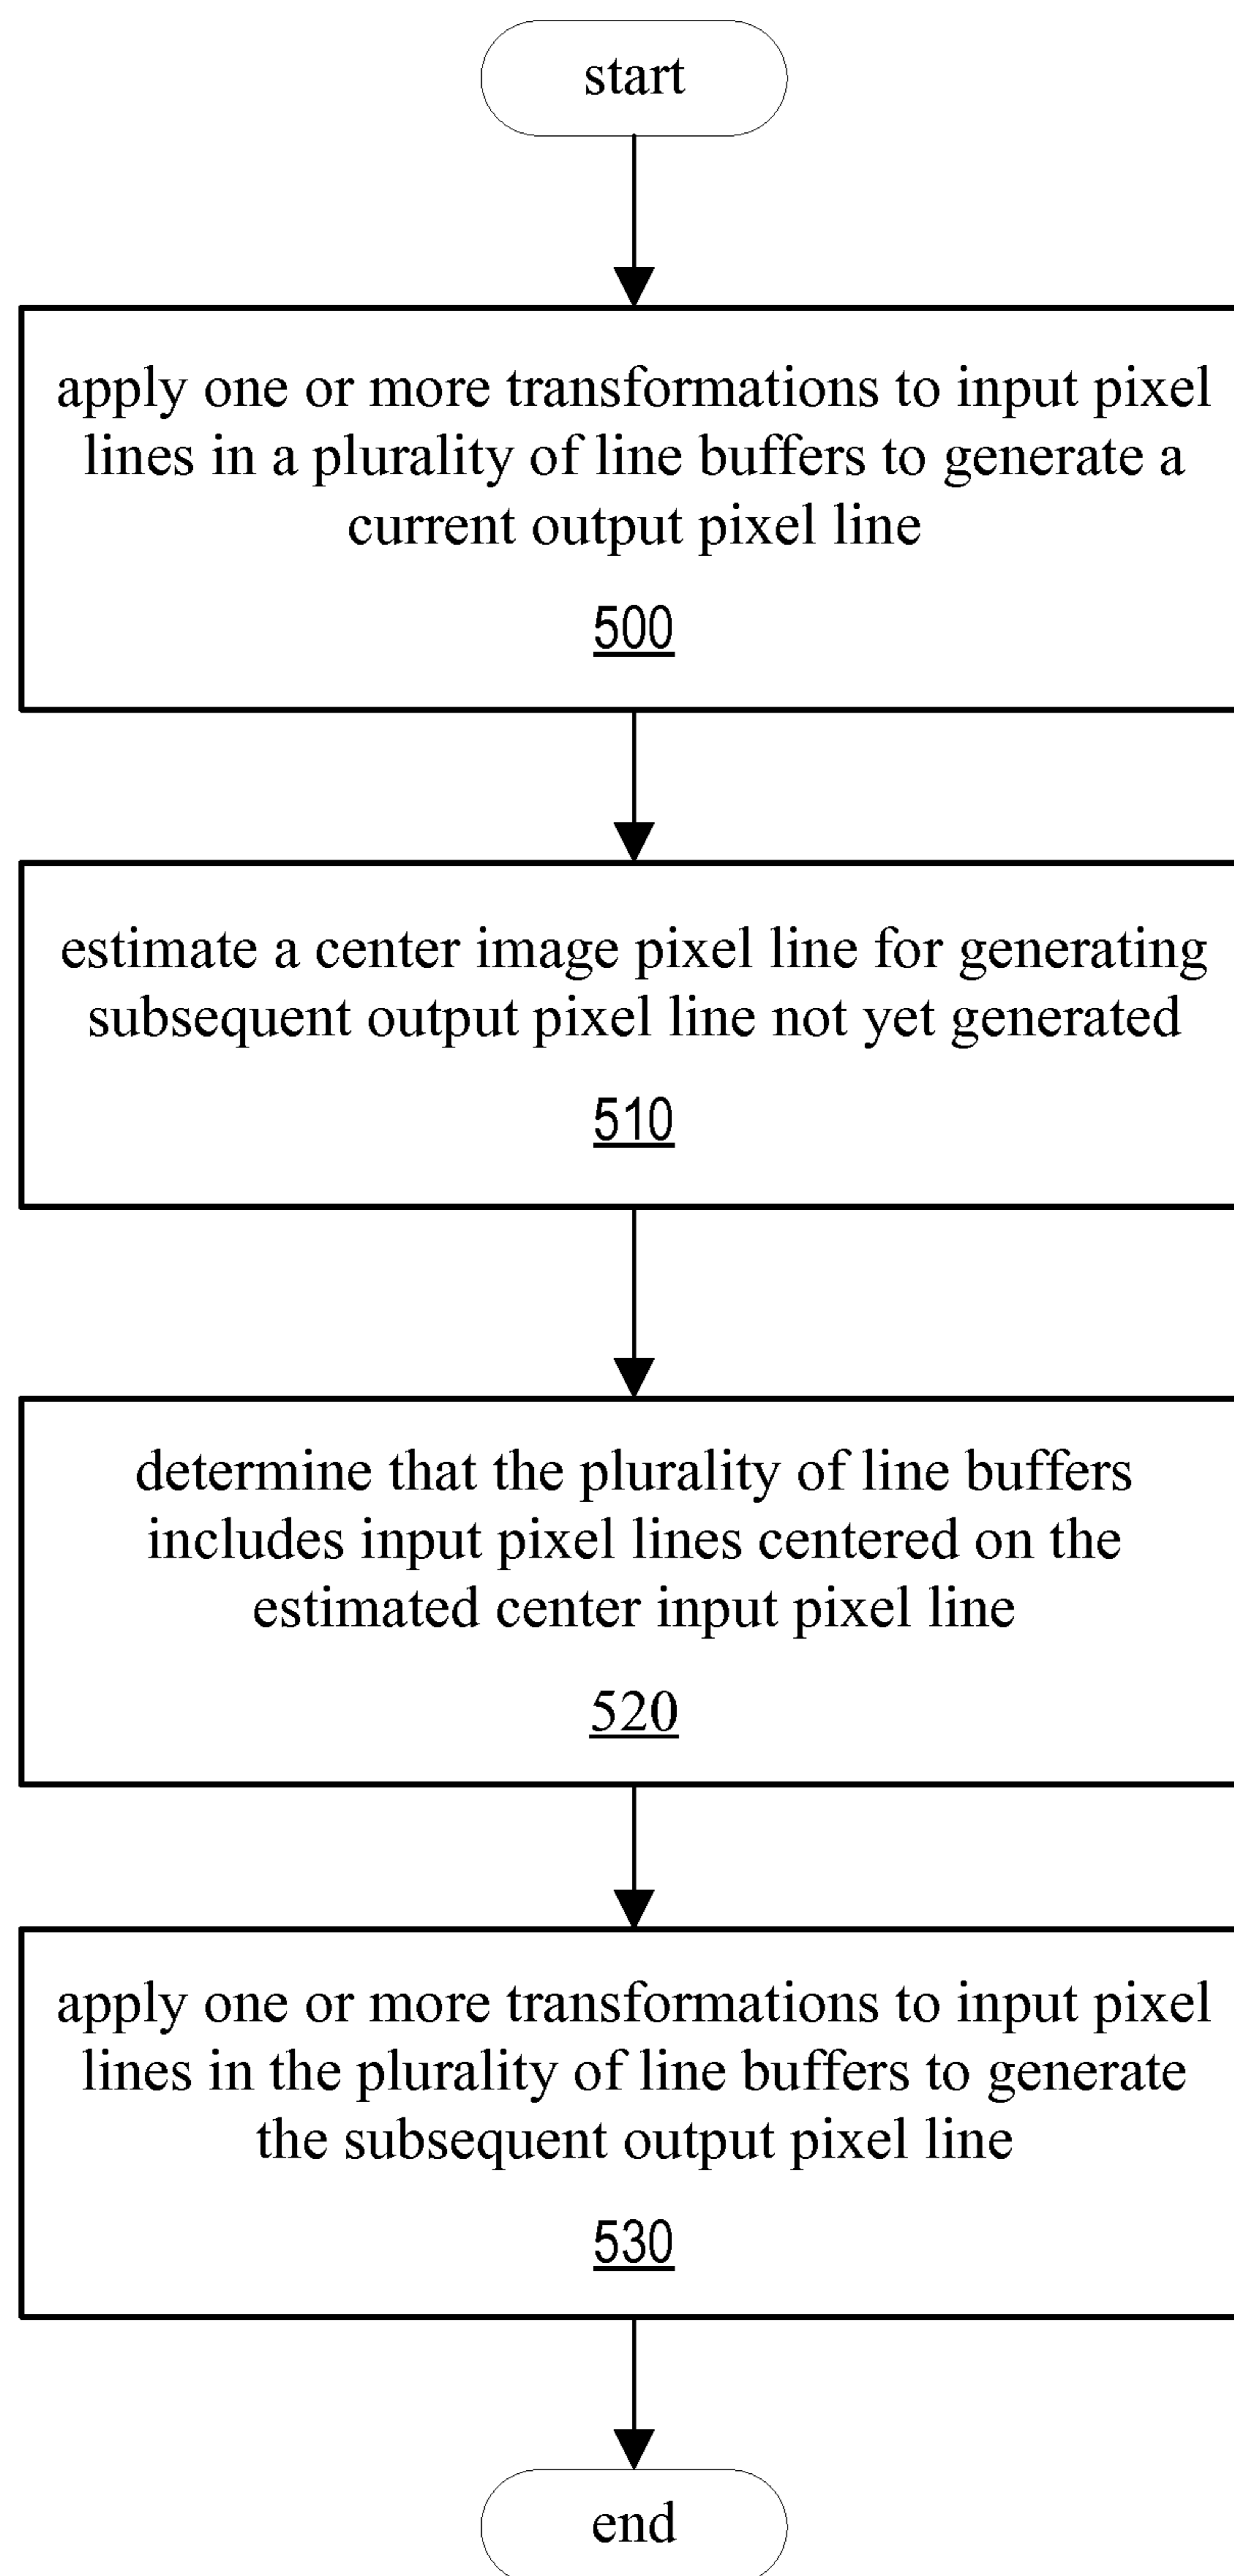 start
apply one or more transformations to input pixel
lines in a plurality of line buffers to generate a
current output pixel line
500
estimate a center image pixel line for generating
subsequent output pixel line not yet generated
510
determine that the plurality of line buffers
includes input pixel lines centered on the
estimated center input pixel line
520
apply one or more transformations to input pixel
lines in the plurality of line buffers to generate
the subsequent output pixel line
530
end